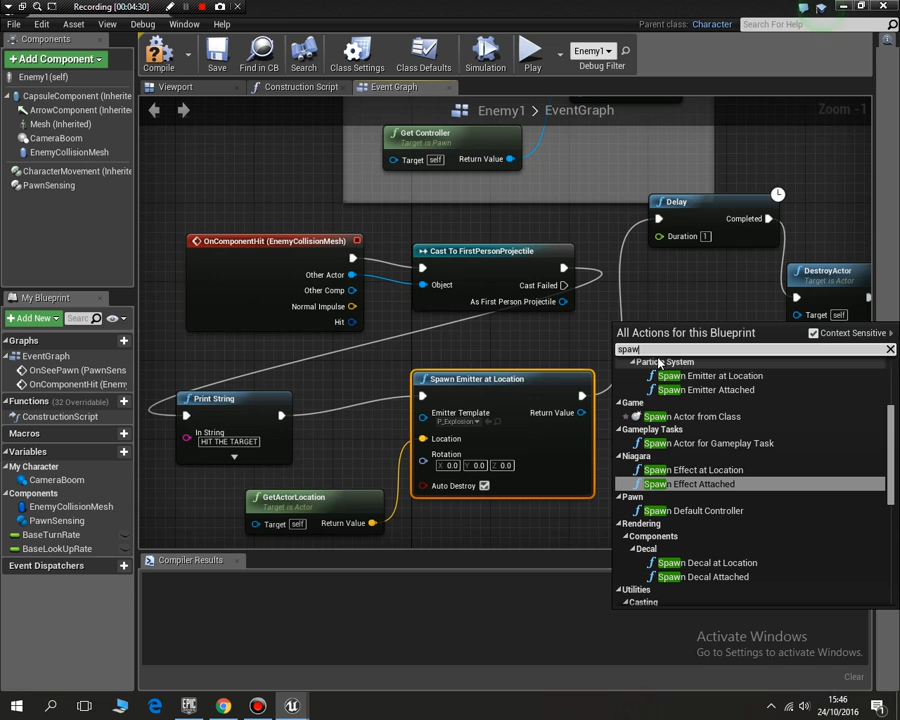 Recording [00:04:30]
File Edit Asset View Debug Window Help
Parent class: Character
Search For Help
Components
+ Add Component
Enemy1(self)
CapsuleComponent (Inherite
ArrowComponent (Inherited
Mesh (Inherited)
CameraBoom
EnemyCollisionMesh
CharacterMovement (Inherite
PawnSensing
Compile
Save
Find in CB
Search
Class Settings
Class Defaults
Simulation
Play
Enemy1
Debug Filter
Viewport
Construction Script
Event Graph
Enemy1 > EventGraph
Zoom -1
Get Controller
Target is Pawn
Target self
Return Value
Delay
Completed
Duration 1
OnComponentHit (EnemyCollisionMesh)
Other Actor
Other Comp
Normal Impulse
Hit
Cast To FirstPersonProjectile
Object
Cast Failed
As First Person Projectile
DestroyActor
Target is Actor
Target self
My Blueprint
+ Add New
Searc
Graphs
EventGraph
OnSeePawn (PawnSens
OnComponentHit (Enem
Functions (32 Overridable)
ConstructionScript
Macros
Variables
My Character
CameraBoom
Components
EnemyCollisionMesh
PawnSensing
BaseTurnRate
BaseLookUpRate
Event Dispatchers
Print String
In String
HIT THE TARGET
Spawn Emitter at Location
Emitter Template
P_Explosion
Return Value
Location
Rotation
X 0.0 Y 0.0 Z 0.0
Auto Destroy
GetActorLocation
Target is Actor
Target self
Return Value
All Actions for this Blueprint
Context Sensitive
spaw
Particle System
Spawn Emitter at Location
Spawn Emitter Attached
Game
Spawn Actor from Class
Gameplay Tasks
Spawn Actor for Gameplay Task
Niagara
Spawn Effect at Location
Spawn Effect Attached
Pawn
Spawn Default Controller
Rendering
Components
Decal
Spawn Decal at Location
Spawn Decal Attached
Utilities
Casting
Compiler Results
Activate Windows
Go to Settings to activate Windows.
Clear
EPIC
15:46
24/10/2016